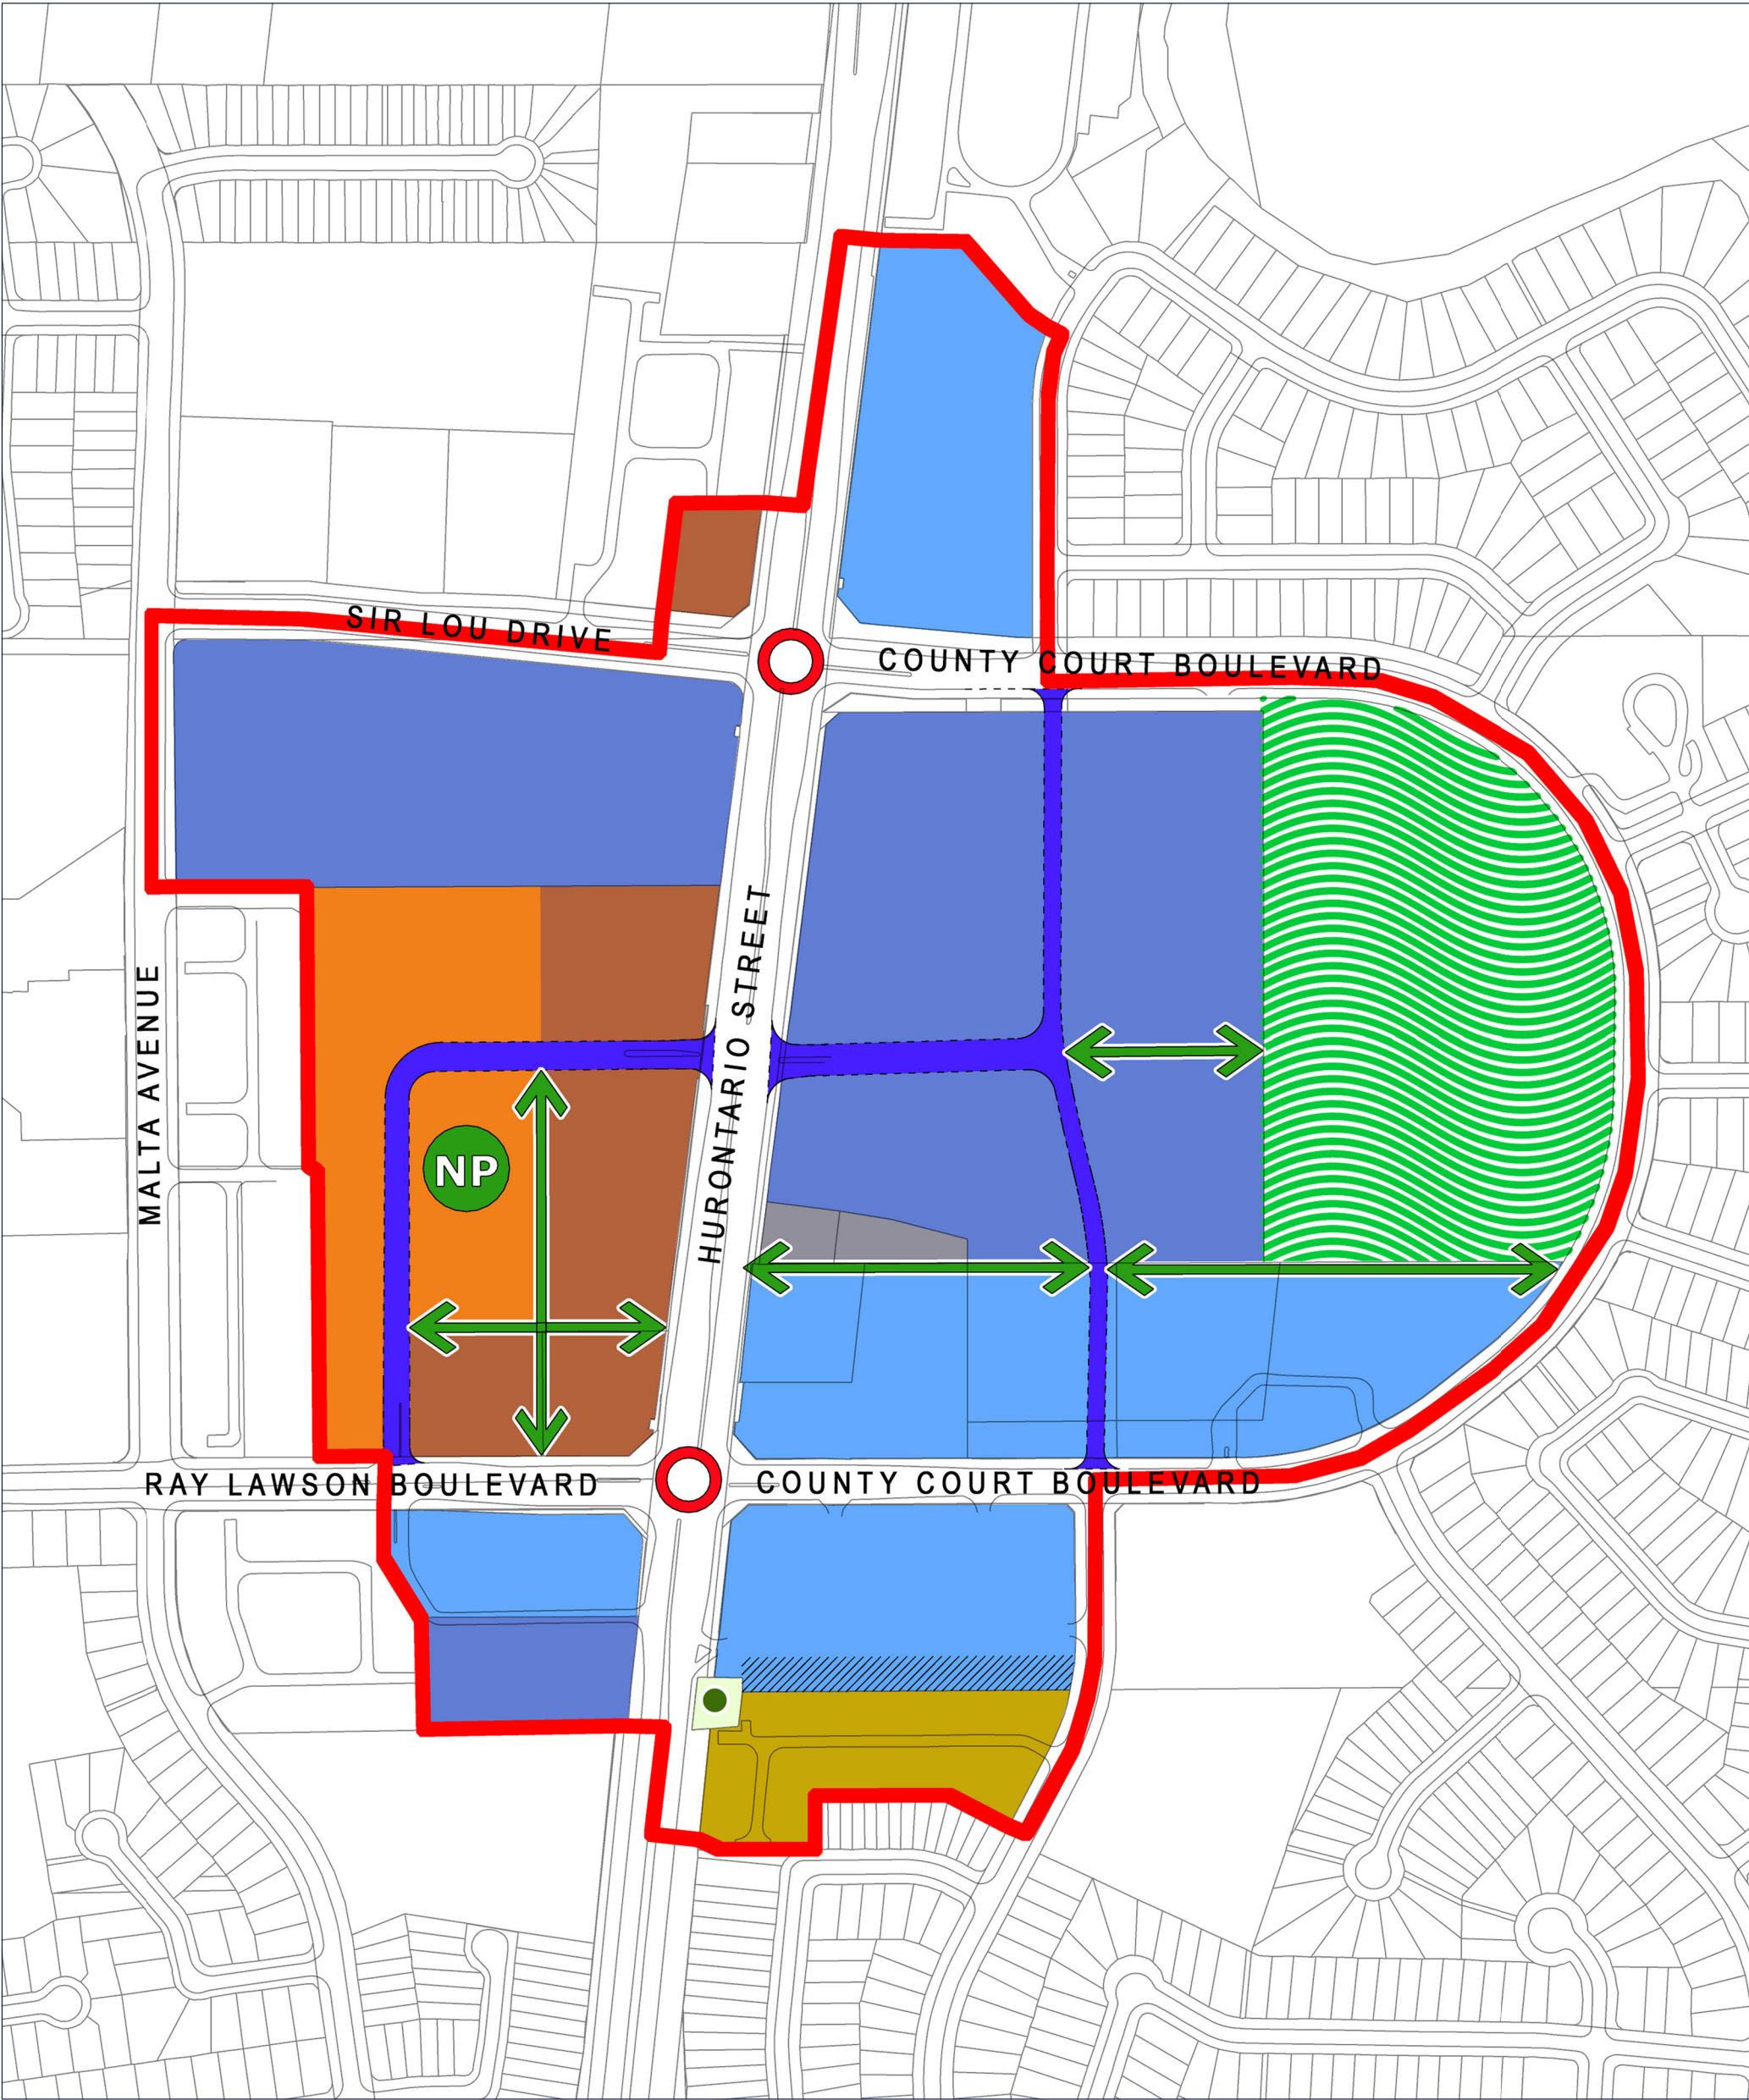 SIR LOU DRIVE
COUNTY COURT BOULEVARD
HURONTARIO STREET
MALTA AVENUE
NP
RAY LAWSON BOULEVARD
COUNTY COURT BOULEVARD